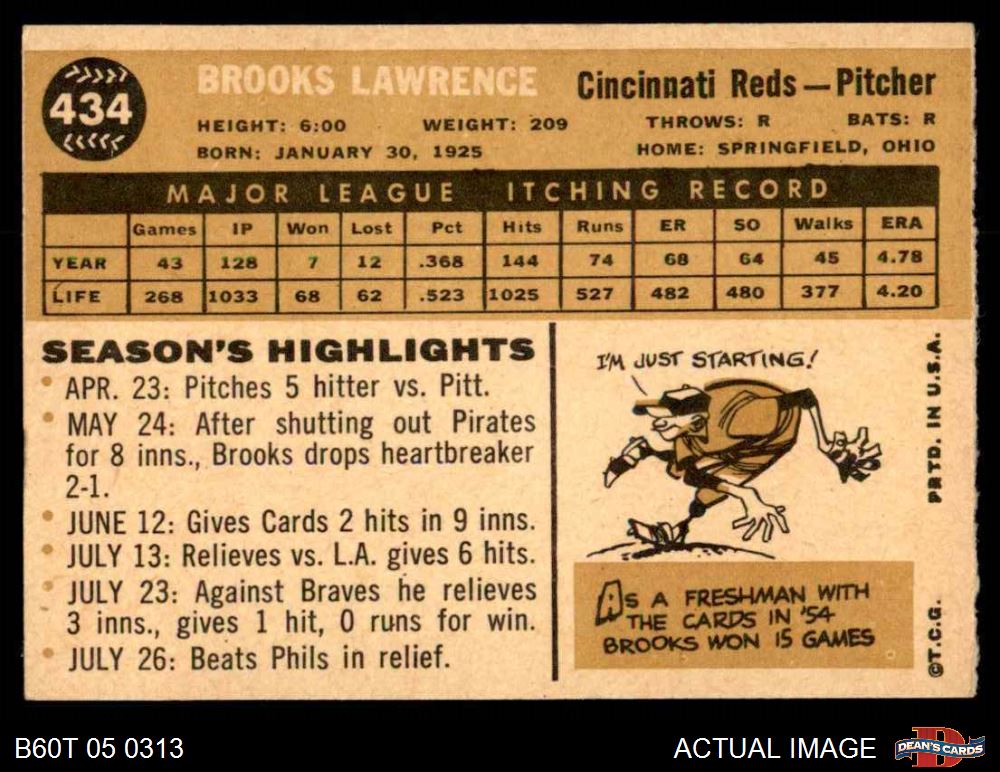 434
BROOKS LAWRENCE
Cincinnati Reds — Pitcher
HEIGHT: 6:00 WEIGHT: 209 THROWS: R BATS: R
BORN: JANUARY 30, 1925 HOME: SPRINGFIELD, OHIO
MAJOR LEAGUE ITCHING RECORD
Games IP Won Lost Pct Hits Runs ER SO Walks ERA
YEAR 43 128 7 12 .368 144 74 68 64 45 4.78
LIFE 268 1033 68 62 .523 1025 527 482 480 377 4.20
SEASON'S HIGHLIGHTS
• APR. 23: Pitches 5 hitter vs. Pitt.
• MAY 24: After shutting out Pirates
for 8 inns., Brooks drops heartbreaker
2-1.
• JUNE 12: Gives Cards 2 hits in 9 inns.
• JULY 13: Relieves vs. L.A. gives 6 hits.
• JULY 23: Against Braves he relieves
3 inns., gives 1 hit, 0 runs for win.
• JULY 26: Beats Phils in relief.
I'M JUST STARTING!
AS A FRESHMAN WITH
THE CARDS IN '54
BROOKS WON 15 GAMES
©T.C.G. PRTD. IN U.S.A.
B60T 05 0313
ACTUAL IMAGE
DEAN'S CARDS